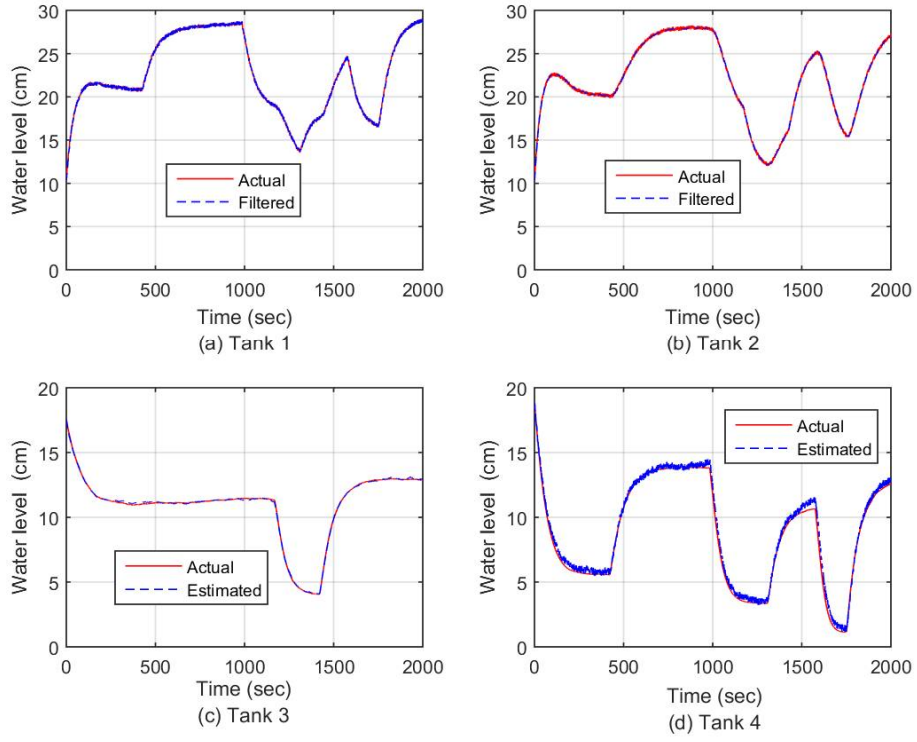 30
25
20
15
10
5
0
Water level (cm)
Actual
Filtered
0 500 1000 1500 2000
Time (sec)
(a) Tank 1
30
25
20
15
10
5
0
Water level (cm)
Actual
Filtered
0 500 1000 1500 2000
Time (sec)
(b) Tank 2
20
15
10
5
0
Water level (cm)
Actual
Estimated
0 500 1000 1500 2000
Time (sec)
(c) Tank 3
20
15
10
5
0
Water level (cm)
Actual
Estimated
0 500 1000 1500 2000
Time (sec)
(d) Tank 4